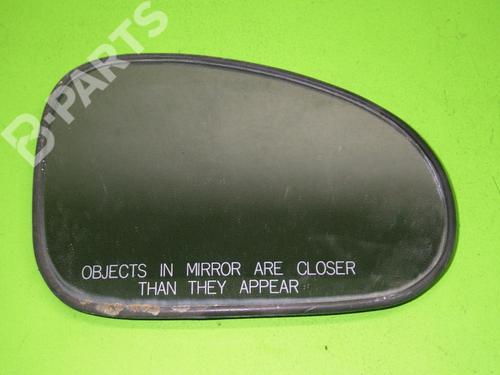 B-PARTS
OBJECTS IN MIRROR ARE CLOSER
THAN THEY APPEAR